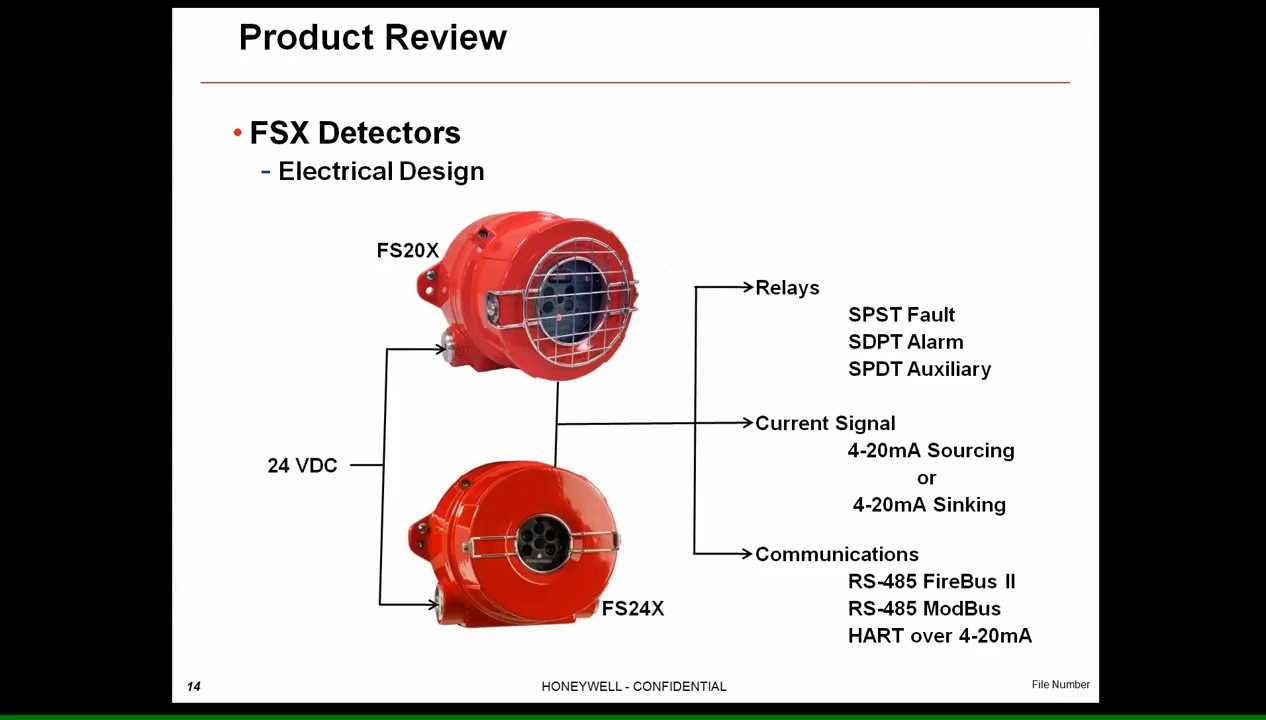 Product Review
• FSX Detectors
- Electrical Design
FS20X
24 VDC
FS24X
Relays
SPST Fault
SDPT Alarm
SPDT Auxiliary
Current Signal
4-20mA Sourcing
or
4-20mA Sinking
Communications
RS-485 FireBus II
RS-485 ModBus
HART over 4-20mA
14
HONEYWELL - CONFIDENTIAL
File Number